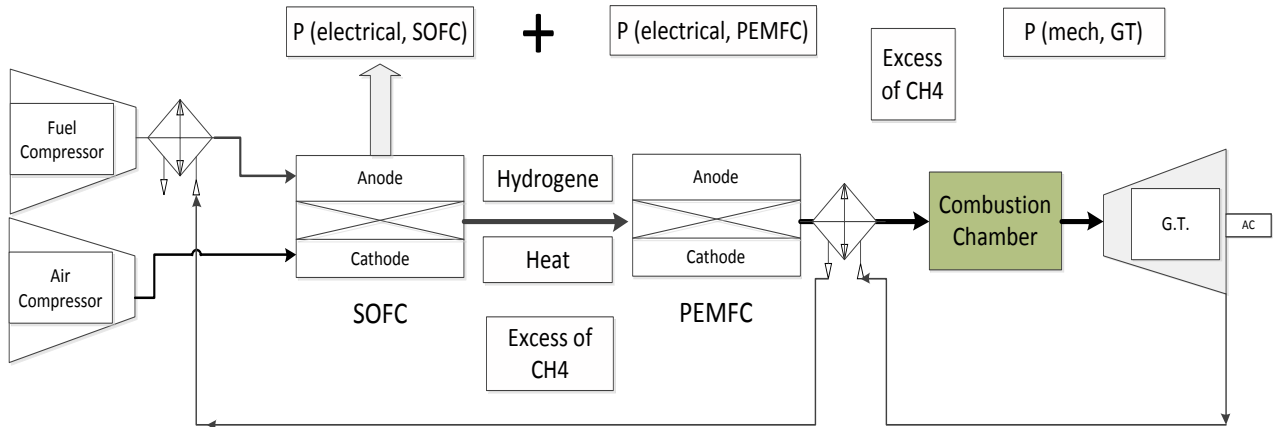 P (electrical, SOFC)
+
P (electrical, PEMFC)
P (mech, GT)
Excess
of CH4
Fuel
Compressor
Anode
Cathode
SOFC
Hydrogene
Heat
Excess of
CH4
Anode
Cathode
PEMFC
Combustion
Chamber
G.T.
AC
Air
Compressor